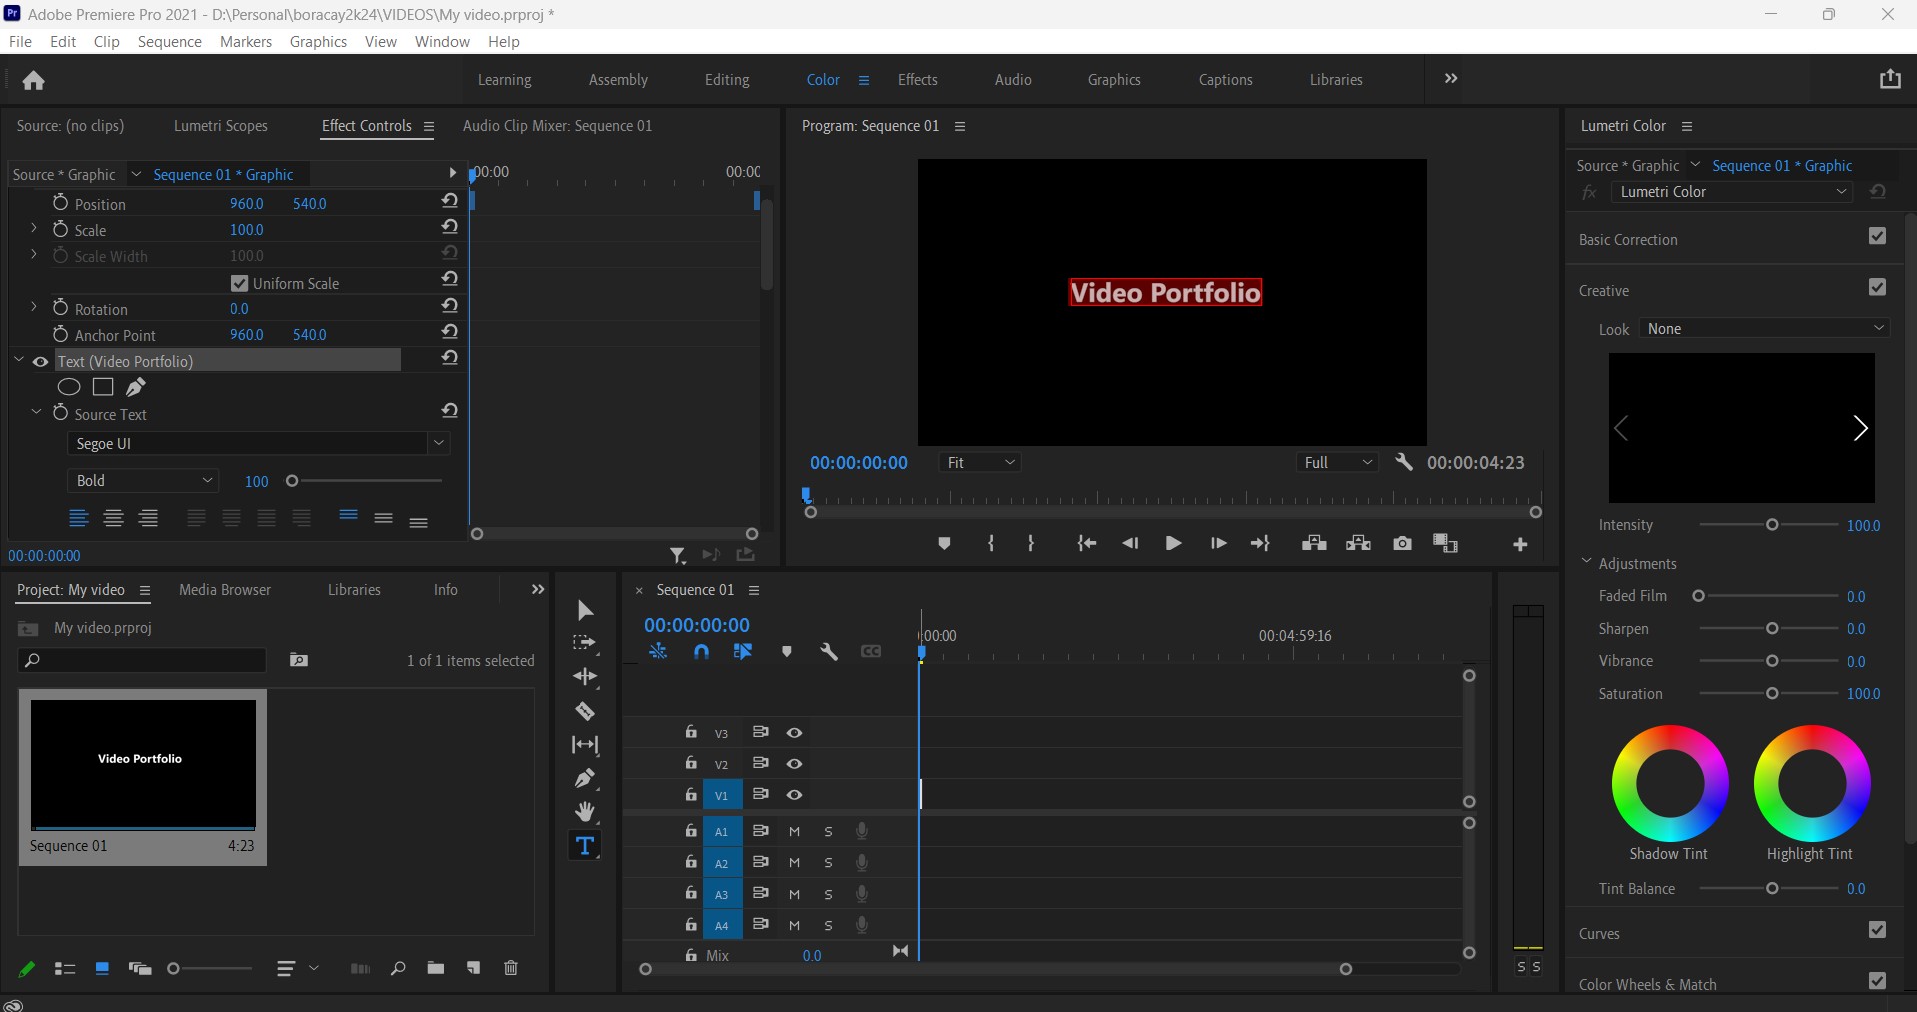 Pr Adobe Premiere Pro 2021 - D:\Personal\boracay2k24\VIDEOS\My video.prproj *
File Edit Clip Sequence Markers Graphics View Window Help
Learning Assembly Editing Color Effects Audio Graphics Captions Libraries
Source: (no clips) Lumetri Scopes Effect Controls Audio Clip Mixer: Sequence 01
Source * Graphic Sequence 01 * Graphic
00:00 00:00
Position 960.0 540.0
Scale 100.0
Scale Width 100.0
Uniform Scale
Rotation 0.0
Anchor Point 960.0 540.0
Text (Video Portfolio)
Source Text
Segoe UI
Bold 100
00:00:00:00
Program: Sequence 01
Video Portfolio
00:00:00:00 Fit Full 00:00:04:23
Lumetri Color
Source * Graphic Sequence 01 * Graphic
fx Lumetri Color
Basic Correction
Creative
Look None
Intensity 100.0
Adjustments
Faded Film 0.0
Sharpen 0.0
Vibrance 0.0
Saturation 100.0
Shadow Tint Highlight Tint
Tint Balance 0.0
Curves
Color Wheels & Match
Project: My video Media Browser Libraries Info
My video.prproj
1 of 1 items selected
Video Portfolio
Sequence 01 4:23
T
× Sequence 01
00:00:00:00
:00:00 00:04:59:16
CC
V3
V2
V1
A1 M S
A2 M S
A3 M S
A4 M S
Mix 0.0
S S